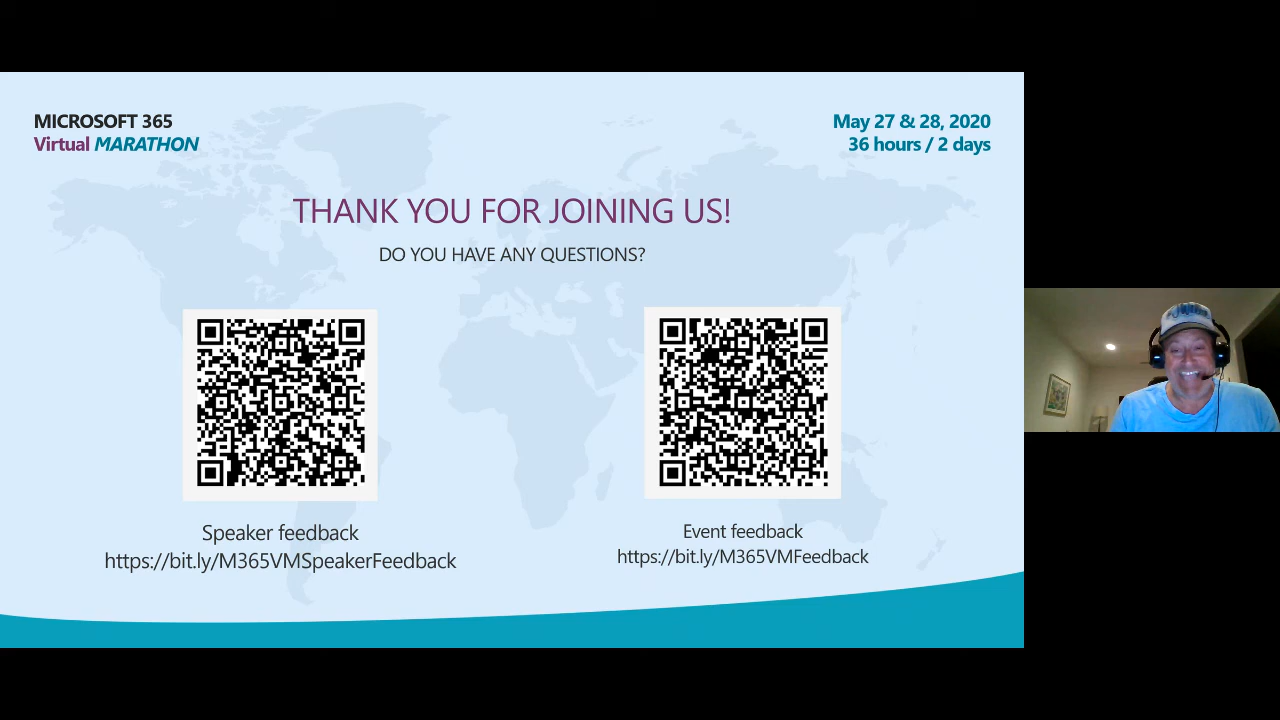 MICROSOFT 365
Virtual MARATHON
May 27 & 28, 2020
36 hours / 2 days
THANK YOU FOR JOINING US!
DO YOU HAVE ANY QUESTIONS?
Speaker feedback
https://bit.ly/M365VMSpeakerFeedback
Event feedback
https://bit.ly/M365VMFeedback